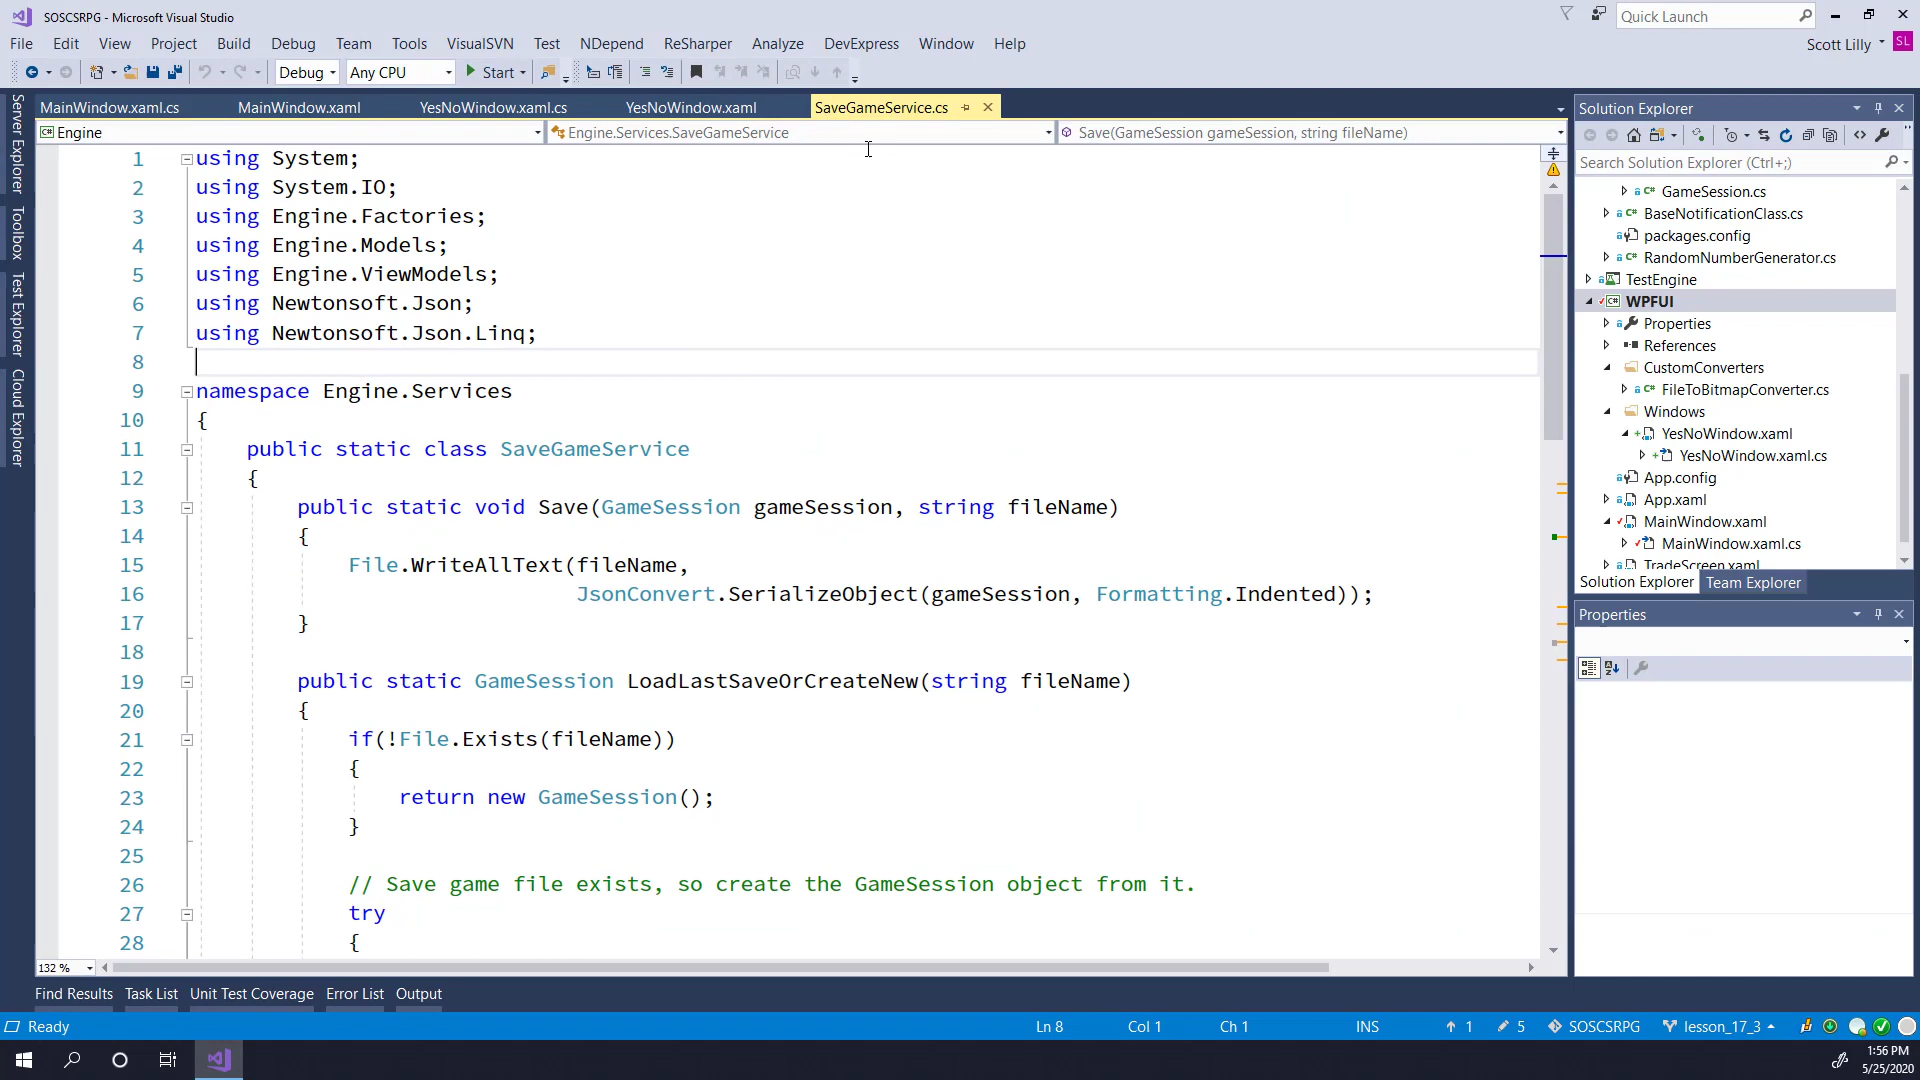 SOSCSRPG - Microsoft Visual Studio
Quick Launch
File Edit View Project Build Debug Team Tools VisualSVN Test NDepend ReSharper Analyze DevExpress Window Help
Scott Lilly SL
Debug Any CPU Start
MainWindow.xaml.cs MainWindow.xaml YesNoWindow.xaml.cs YesNoWindow.xaml SaveGameService.cs
Engine Engine.Services.SaveGameService Save(GameSession gameSession, string fileName)
Server Explorer
Toolbox
Test Explorer
Cloud Explorer
1 using System;
2 using System.IO;
3 using Engine.Factories;
4 using Engine.Models;
5 using Engine.ViewModels;
6 using Newtonsoft.Json;
7 using Newtonsoft.Json.Linq;
8
9 namespace Engine.Services
10 {
11 public static class SaveGameService
12 {
13 public static void Save(GameSession gameSession, string fileName)
14 {
15 File.WriteAllText(fileName,
16 JsonConvert.SerializeObject(gameSession, Formatting.Indented));
17 }
18
19 public static GameSession LoadLastSaveOrCreateNew(string fileName)
20 {
21 if(!File.Exists(fileName))
22 {
23 return new GameSession();
24 }
25
26 // Save game file exists, so create the GameSession object from it.
27 try
28 {
132 %
Solution Explorer
Search Solution Explorer (Ctrl+;)
GameSession.cs
BaseNotificationClass.cs
packages.config
RandomNumberGenerator.cs
TestEngine
WPFUI
Properties
References
CustomConverters
FileToBitmapConverter.cs
Windows
YesNoWindow.xaml
YesNoWindow.xaml.cs
App.config
App.xaml
MainWindow.xaml
MainWindow.xaml.cs
TradeScreen.xaml
Solution Explorer Team Explorer
Properties
Find Results Task List Unit Test Coverage Error List Output
Ready Ln 8 Col 1 Ch 1 INS 1 5 SOSCSRPG lesson_17_3
1:56 PM
5/25/2020